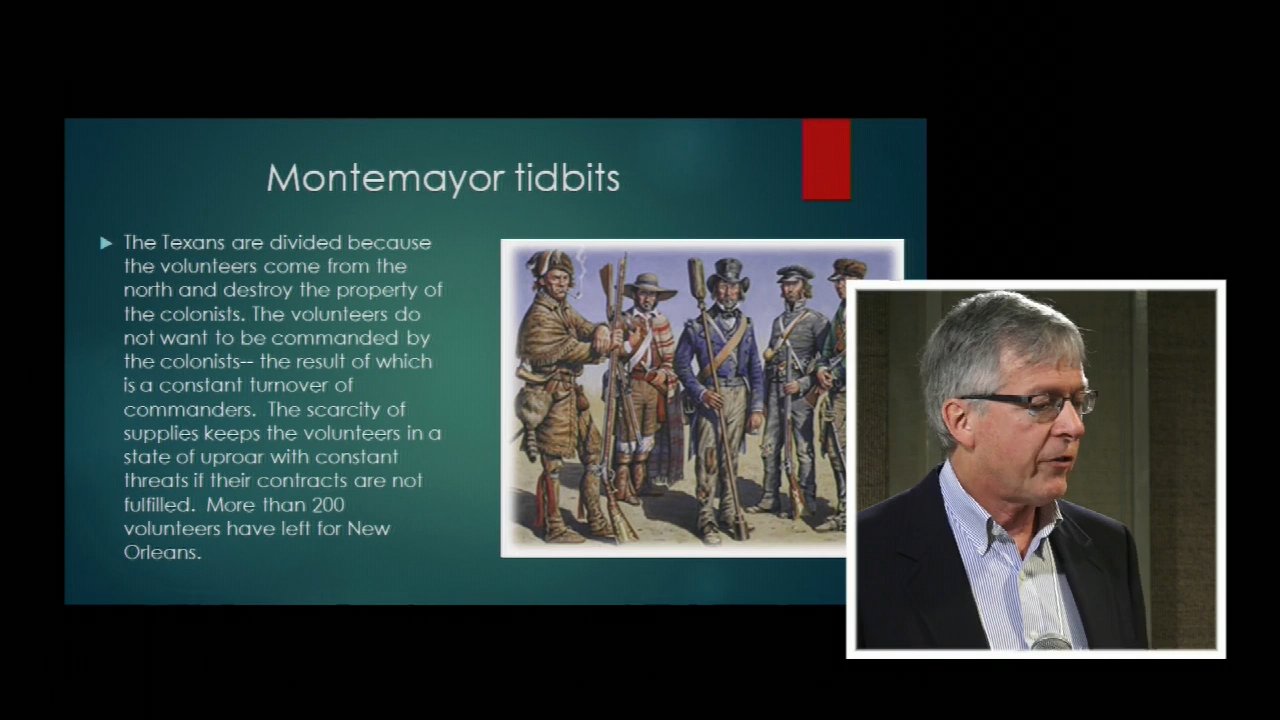 Montemayor tidbits
The Texans are divided because
the volunteers come from the
north and destroy the property of
the colonists. The volunteers do
not want to be commanded by
the colonists-- the result of which
is a constant turnover of
commanders. The scarcity of
supplies keeps the volunteers in a
state of uproar with constant
threats if their contracts are not
fulfilled. More than 200
volunteers have left for New
Orleans.